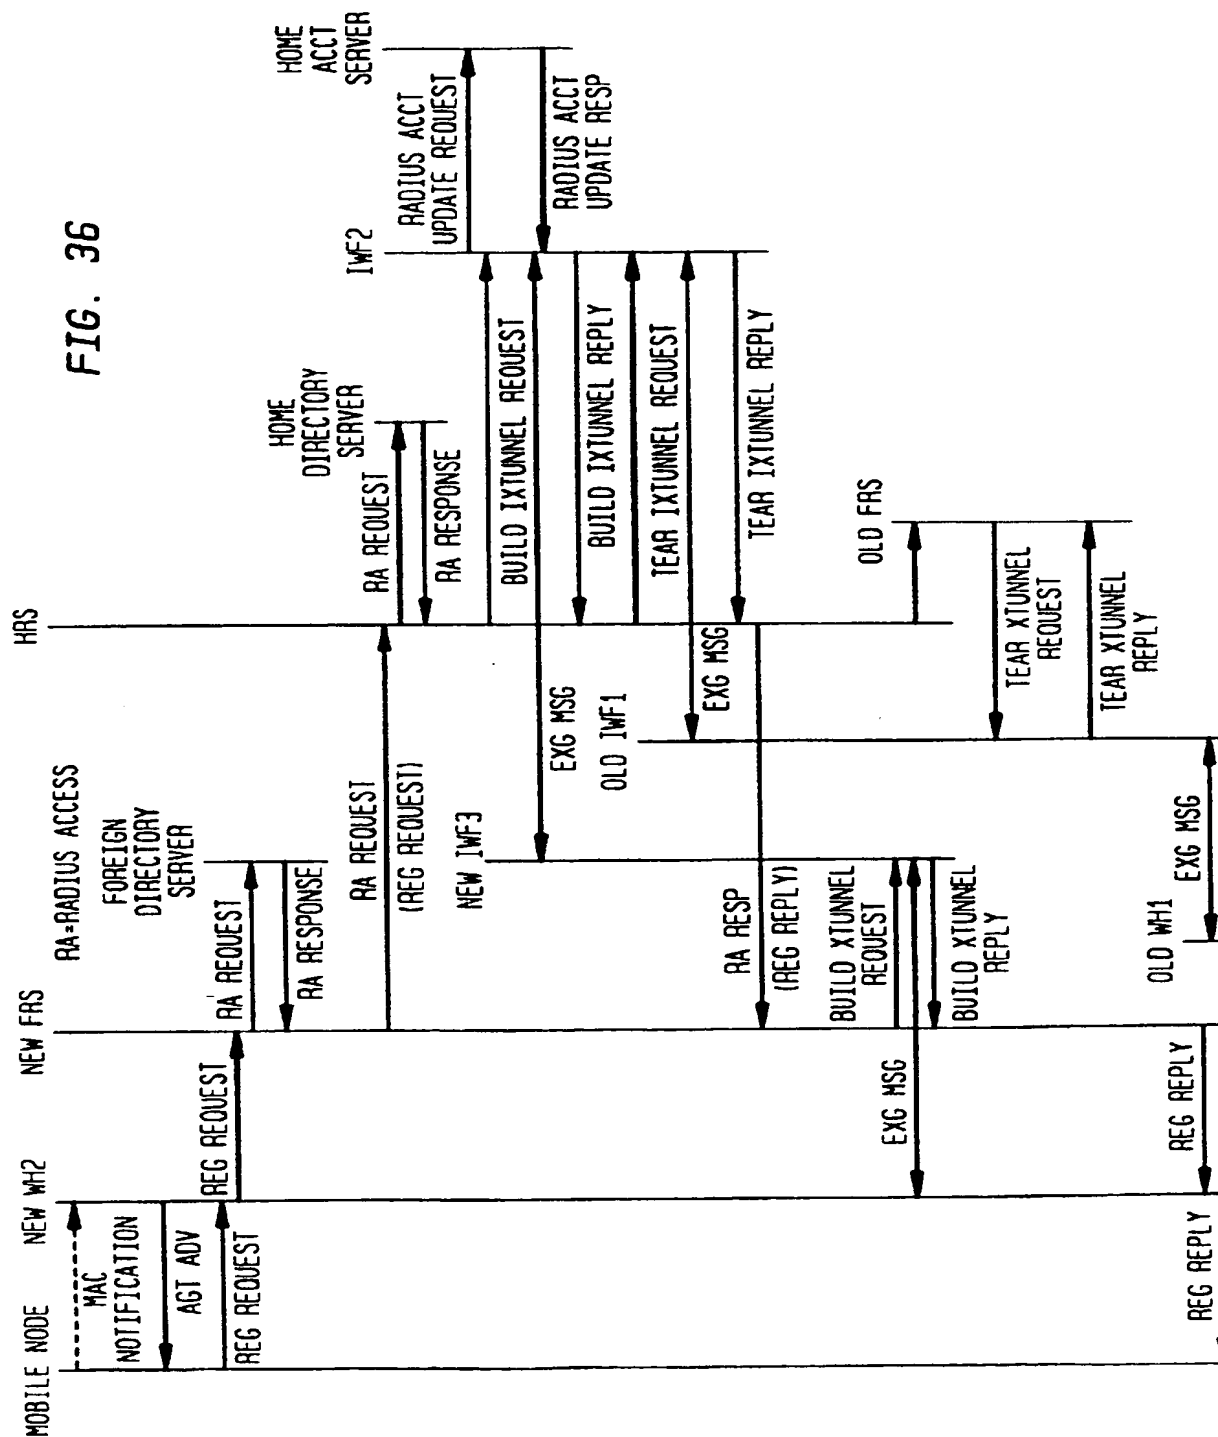 FIG. 36
RA=RADIUS ACCESS
MOBILE NODE
NEW WH2
NEW FRS
FOREIGN
DIRECTORY
SERVER
HRS
HOME
DIRECTORY
SERVER
IWF2
HOME
ACCT
SERVER
MAC
NOTIFICATION
AGT ADV
REG REQUEST
REG REQUEST
RA REQUEST
RA RESPONSE
RA REQUEST
(REG REQUEST)
RA REQUEST
RA RESPONSE
RADIUS ACCT
UPDATE REQUEST
RADIUS ACCT
UPDATE RESP
BUILD IXTUNNEL REQUEST
NEW IWF3
EXG MSG
BUILD IXTUNNEL REPLY
OLD IWF1
TEAR IXTUNNEL REQUEST
EXG MSG
TEAR IXTUNNEL REPLY
RA RESP
(REG REPLY)
BUILD XTUNNEL
REQUEST
EXG MSG
BUILD XTUNNEL
REPLY
OLD FRS
TEAR XTUNNEL
REQUEST
TEAR XTUNNEL
REPLY
OLD WH1
EXG MSG
REG REPLY
REG REPLY